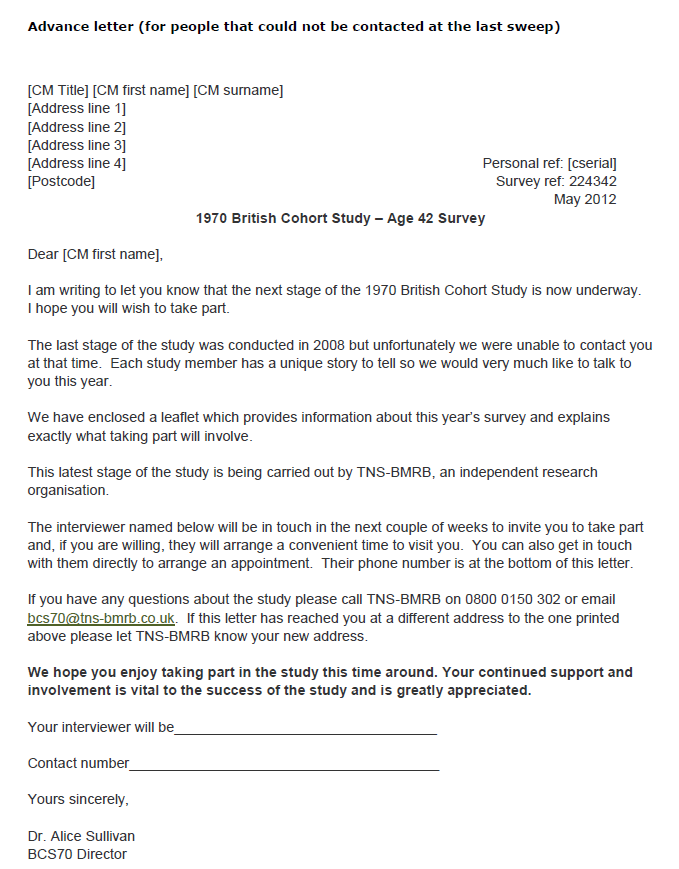 Advance letter (for people that could not be contacted at the last sweep)
[CM Title] [CM first name] [CM surname]
[Address line 1]
[Address line 2]
[Address line 3]
[Address line 4]
Personal ref: [cserial]
[Postcode]
Survey ref: 224342
May 2012
1970 British Cohort Study – Age 42 Survey
Dear [CM first name],
I am writing to let you know that the next stage of the 1970 British Cohort Study is now underway.
I hope you will wish to take part.
The last stage of the study was conducted in 2008 but unfortunately we were unable to contact you
at that time.  Each study member has a unique story to tell so we would very much like to talk to
you this year.
We have enclosed a leaflet which provides information about this year’s survey and explains
exactly what taking part will involve.
This latest stage of the study is being carried out by TNS-BMRB, an independent research
organisation.
The interviewer named below will be in touch in the next couple of weeks to invite you to take part
and, if you are willing, they will arrange a convenient time to visit you.  You can also get in touch
with them directly to arrange an appointment.  Their phone number is at the bottom of this letter.
If you have any questions about the study please call TNS-BMRB on 0800 0150 302 or email
bcs70@tns-bmrb.co.uk.  If this letter has reached you at a different address to the one printed
above please let TNS-BMRB know your new address.
We hope you enjoy taking part in the study this time around. Your continued support and
involvement is vital to the success of the study and is greatly appreciated.
Your interviewer will be__________________________________
Contact number________________________________________
Yours sincerely,
Dr. Alice Sullivan
BCS70 Director